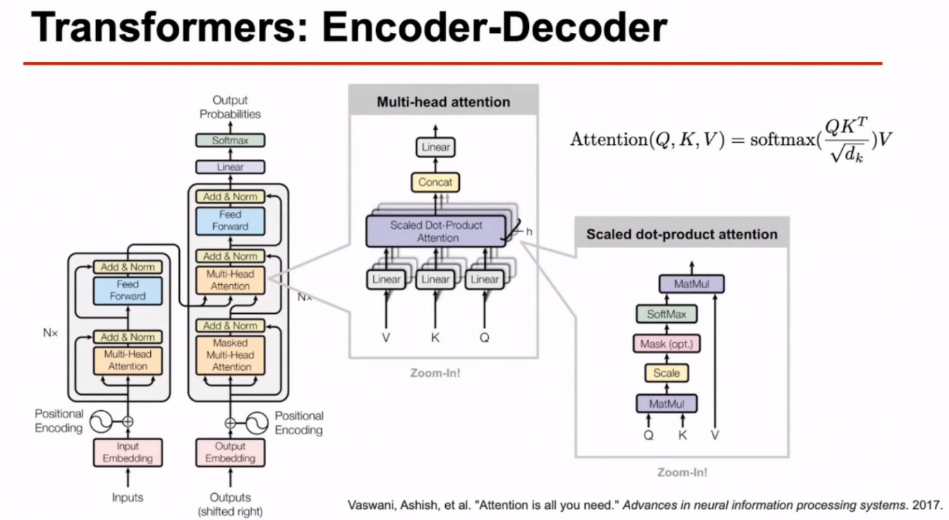 Transformers: Encoder-Decoder
Output
Probabilities
Softmax
Linear
Add & Norm
Feed
Forward
Add & Norm
Multi-Head
Attention
Nx
Add & Norm
Masked
Multi-Head
Attention
Add & Norm
Feed
Forward
Nx
Add & Norm
Multi-Head
Attention
Positional
Encoding
Positional
Encoding
Input
Embedding
Output
Embedding
Inputs
Outputs
(shifted right)
Multi-head attention
Linear
Concat
Scaled Dot-Product
Attention
h
Linear
Linear
Linear
V
K
Q
Zoom-In!
Attention(Q, K, V) = softmax(QK^T/√d_k)V
Scaled dot-product attention
MatMul
SoftMax
Mask (opt.)
Scale
MatMul
Q
K
V
Zoom-In!
Vaswani, Ashish, et al. "Attention is all you need." Advances in neural information processing systems. 2017.